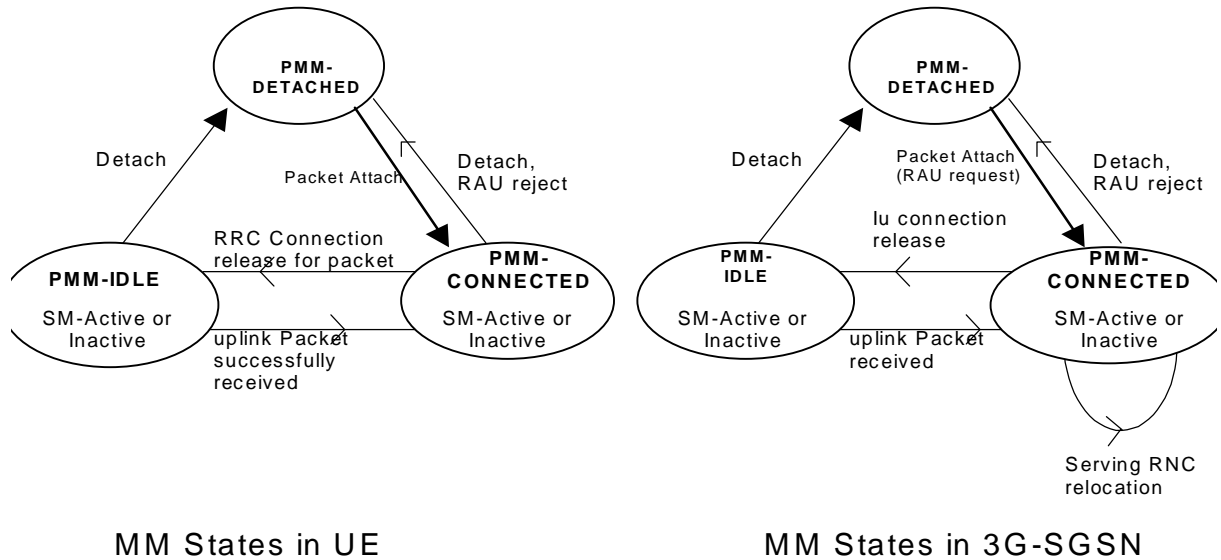 PMM-
DETACHED
Detach
Packet Attach
Detach,
RAU reject
RRC Connection
release for packet
PMM-IDLE
SM-Active or
Inactive
PMM-
CONNECTED
SM-Active or
Inactive
uplink Packet
successfully
received
MM States in UE
PMM-
DETACHED
Detach
Packet Attach
(RAU request)
Detach,
RAU reject
Iu connection
release
PMM-
IDLE
SM-Active or
Inactive
PMM-
CONNECTED
SM-Active or
Inactive
uplink Packet
received
Serving RNC
relocation
MM States in 3G-SGSN